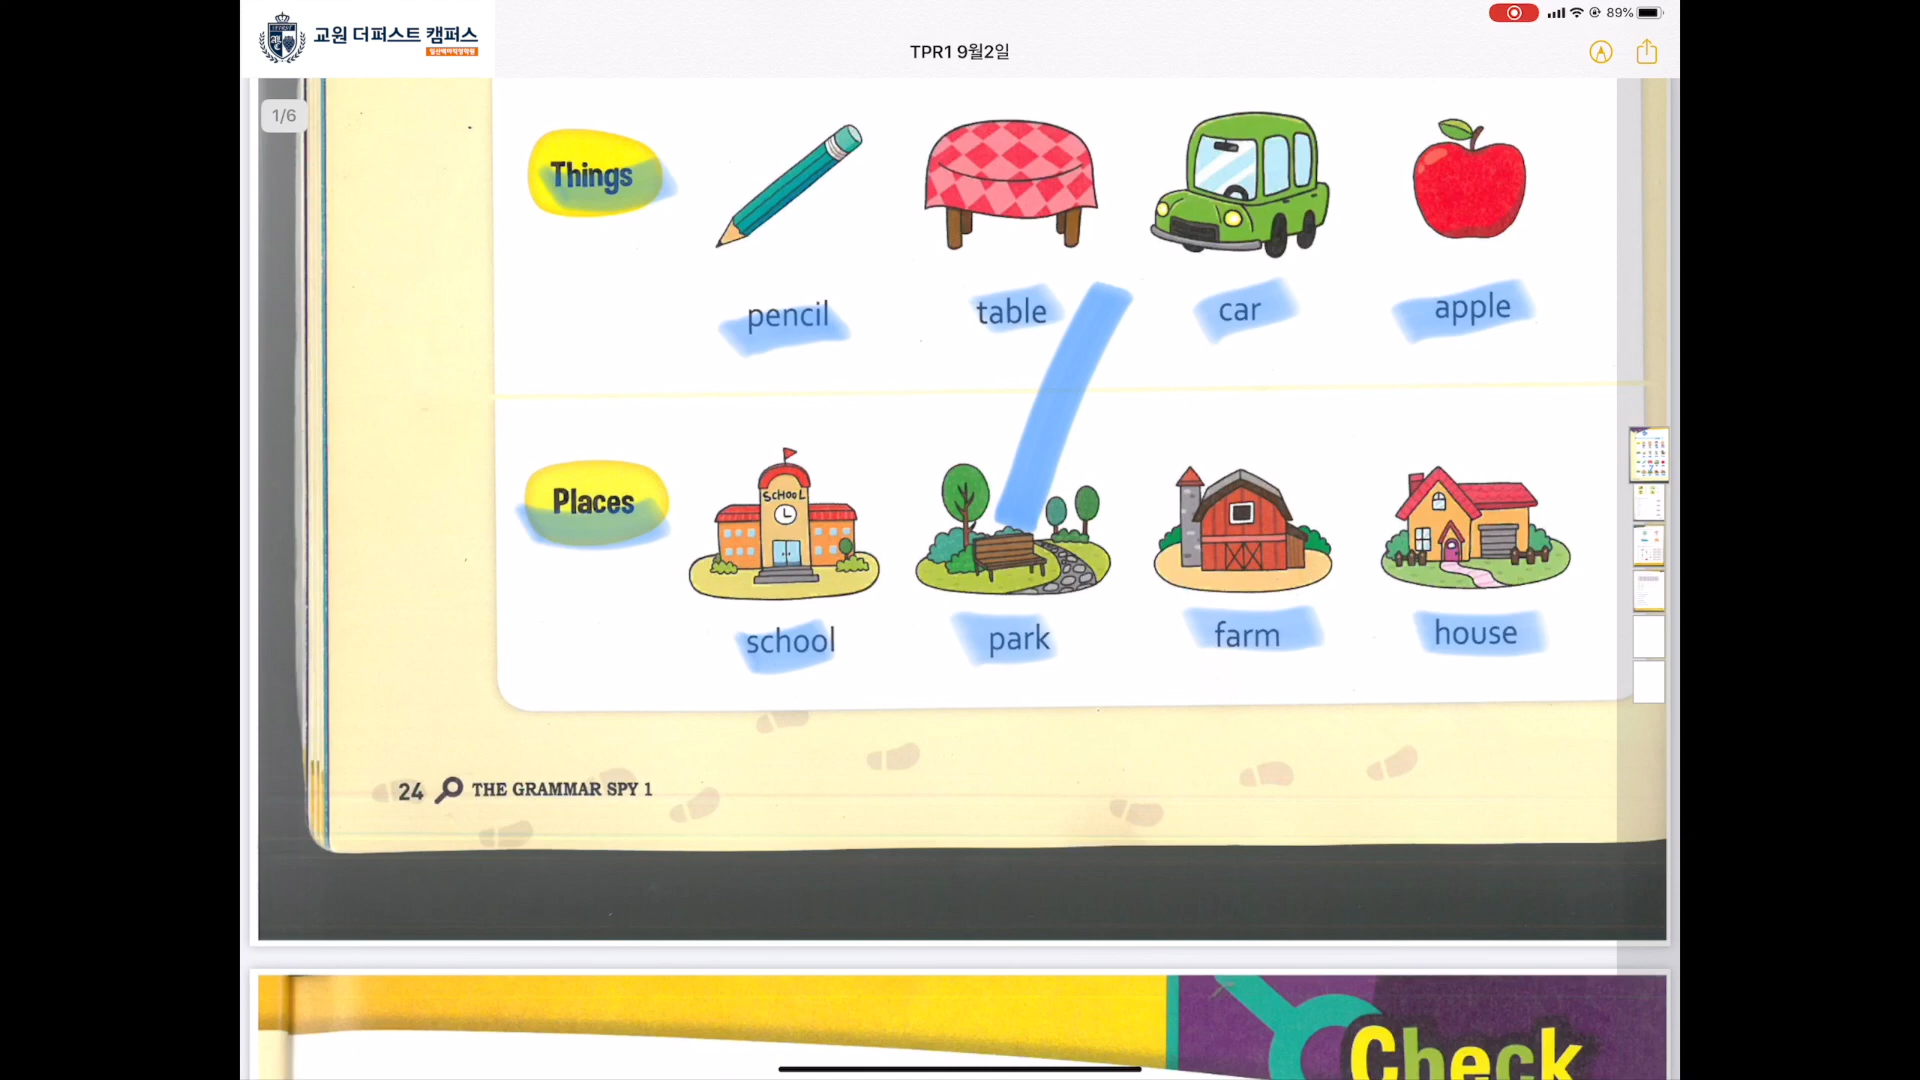 교원 더퍼스트 캠퍼스
TPR1 9월2일
89%
1/6
Things
pencil table car apple
Places
SCHOOL
school park farm house
24 THE GRAMMAR SPY 1
Check